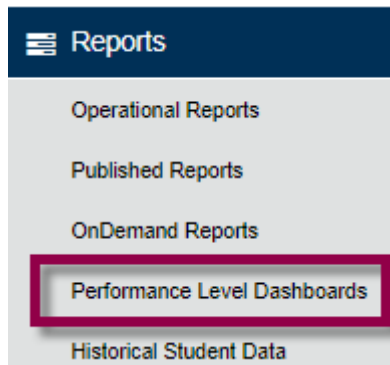 Reports
Operational Reports
Published Reports
OnDemand Reports
Performance Level Dashboards
Historical Student Data